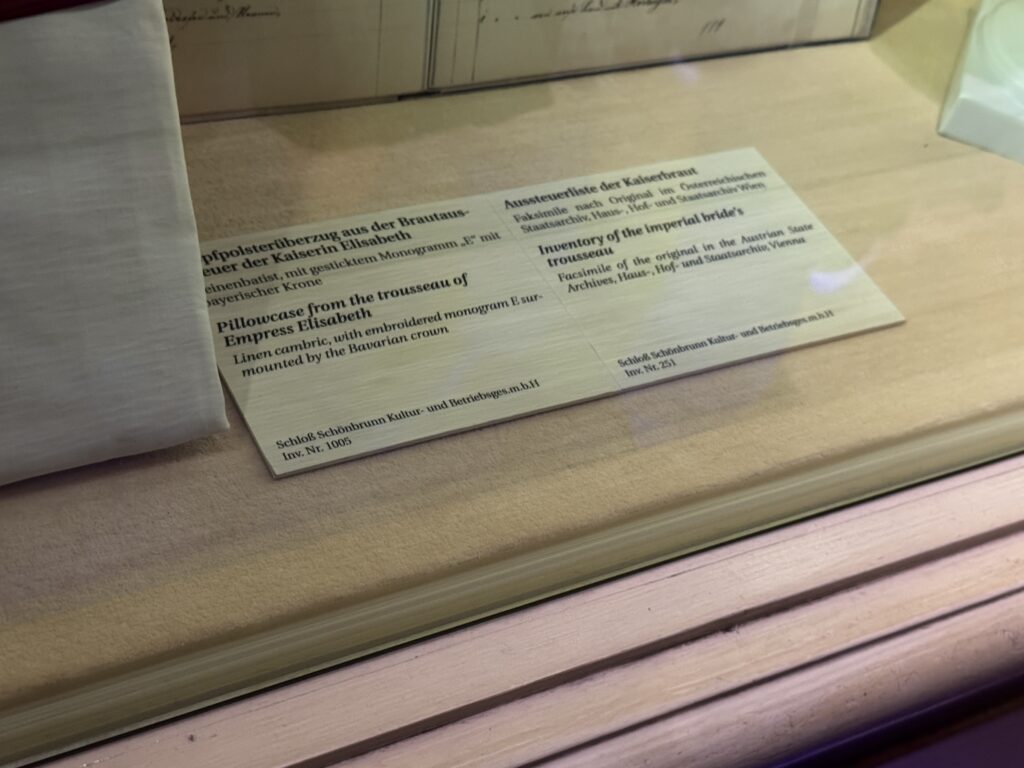 pfpolsterüberzug aus der Brautaus-
euer der Kaiserin Elisabeth
einenbatist, mit gesticktem Monogramm „E" mit
bayerischer Krone
Pillowcase from the trousseau of
Empress Elisabeth
Linen cambric, with embroidered monogram E sur-
mounted by the Bavarian crown
Schloß Schönbrunn Kultur- und Betriebsges.m.b.H
Inv. Nr. 1005
Aussteuerliste der Kaiserbraut
Faksimile nach Original im Österreichischen
Staatsarchiv, Haus-, Hof- und Staatsarchiv Wien
Inventory of the imperial bride's
trousseau
Facsimile of the original in the Austrian State
Archives, Haus-, Hof- und Staatsarchiv, Vienna
Schloß Schönbrunn Kultur- und Betriebsges.m.b.H
Inv. Nr. 251